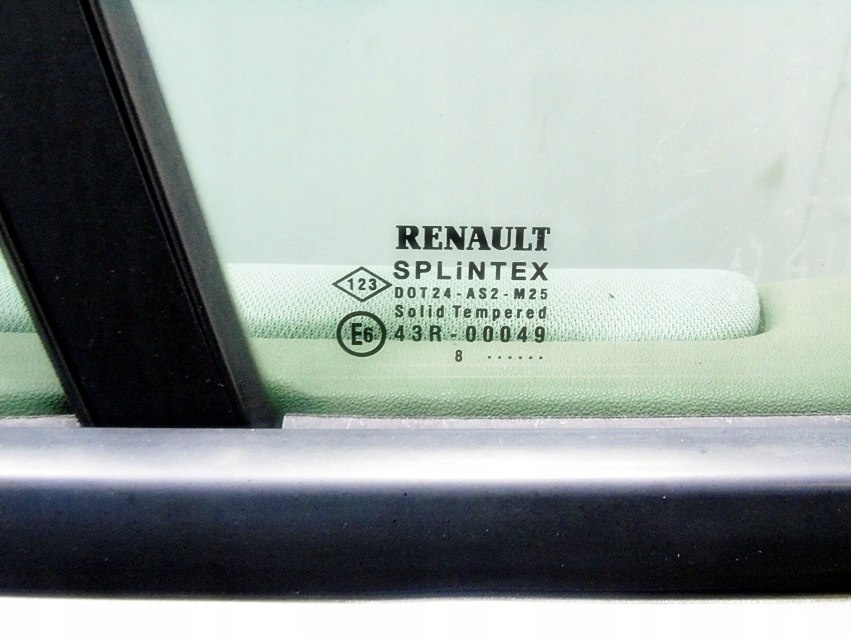 RENAULT
SPLiNTEX
123
DOT24-AS2-M25
Solid Tempered
E6 43R-00049
8 ......